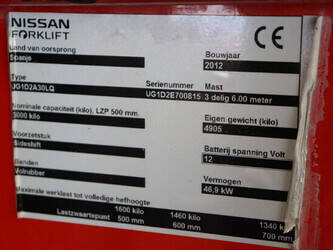 NISSAN
FORKLIFT
Land van oorsprong
Bouwjaar
Spanje
2012
Type
Serienummer
Mast
UG1D2A30LQ
UG1D2E700815
3 delig 6.00 meter
Nominale capaciteit (kilo), LZP 500 mm.
Eigen gewicht (kilo)
3000 kilo
4905
Voorzetstuk
Batterij spanning Volt
Sideshift
12
Banden
Vermogen
Volrubber
46,9 kW
Maximale werklast tot volledige hefhoogte
1600 kilo
1460 kilo
1340 k
Lastzwaartepunt
500 mm
600 mm
700 mm